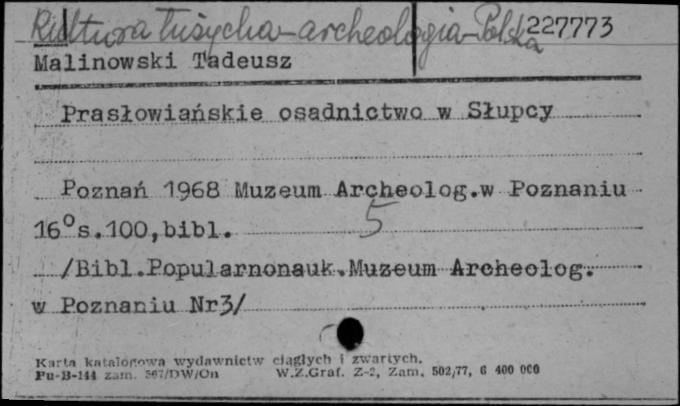 Kultura łużycka-archeologia-Polska 227773
Malinowski Tadeusz
Prasłowiańskie osadnictwo w Słupcy
Poznań 1968 Muzeum Archeolog.w Poznaniu
16⁰s.100,bibl. 5
/Bibl.Popularnonauk.Muzeum Archeolog.
w Poznaniu Nr3/
Karta katalogowa wydawnictw ciągłych i zwartych.
Pu-B-144 zam. 567/DW/On W.Z.Graf. Z-2, Zam. 502/77, 6 400 000